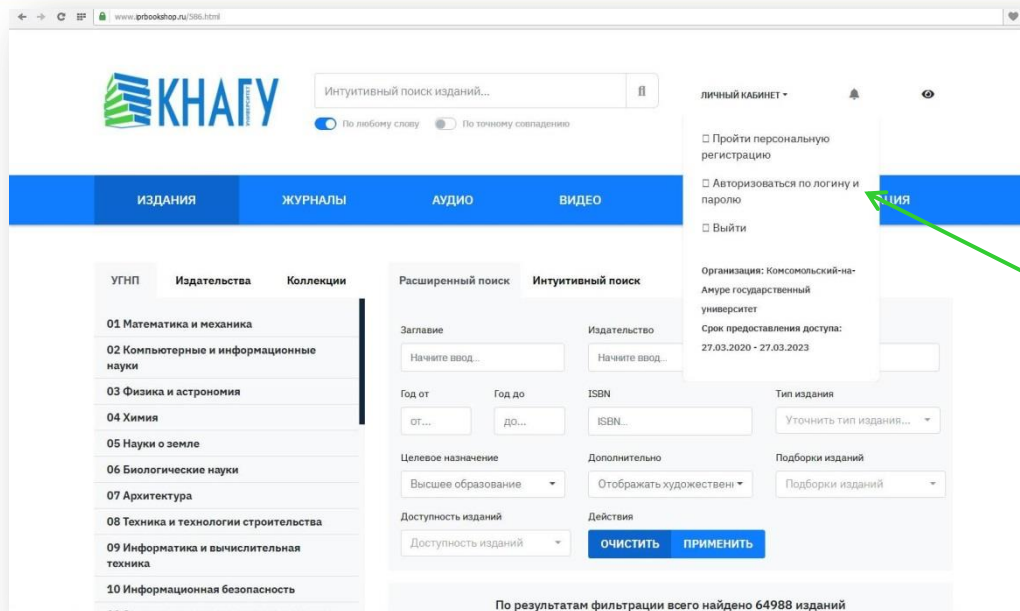 www.iprbookshop.ru/586.html
КНАГУ
УНИВЕРСИТЕТ
Интуитивный поиск изданий...
По любому слову По точному совпадению
ЛИЧНЫЙ КАБИНЕТ
Пройти персональную
регистрацию
Авторизоваться по логину и
паролю
Выйти
Организация: Комсомольский-на-
Амуре государственный
университет
Срок предоставления доступа:
27.03.2020 - 27.03.2023
ИЗДАНИЯ ЖУРНАЛЫ АУДИО ВИДЕО
УГНП Издательства Коллекции
01 Математика и механика
02 Компьютерные и информационные
науки
03 Физика и астрономия
04 Химия
05 Науки о земле
06 Биологические науки
07 Архитектура
08 Техника и технологии строительства
09 Информатика и вычислительная
техника
10 Информационная безопасность
Расширенный поиск Интуитивный поиск
Заглавие Издательство
Начните ввод... Начните ввод...
Год от Год до ISBN Тип издания
от... до... ISBN... Уточнить тип издания...
Целевое назначение Дополнительно Подборки изданий
Высшее образование Отображать художествен Подборки изданий
Доступность изданий Действия
Доступность изданий ОЧИСТИТЬ ПРИМЕНИТЬ
По результатам фильтрации всего найдено 64988 изданий